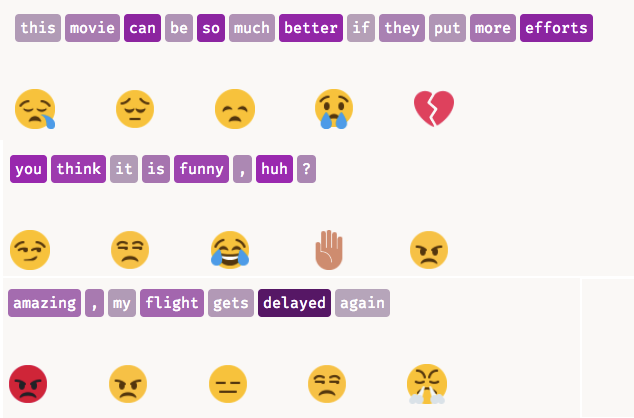 this movie can be so much better if they put more efforts
you think it is funny , huh ?
amazing , my flight gets delayed again